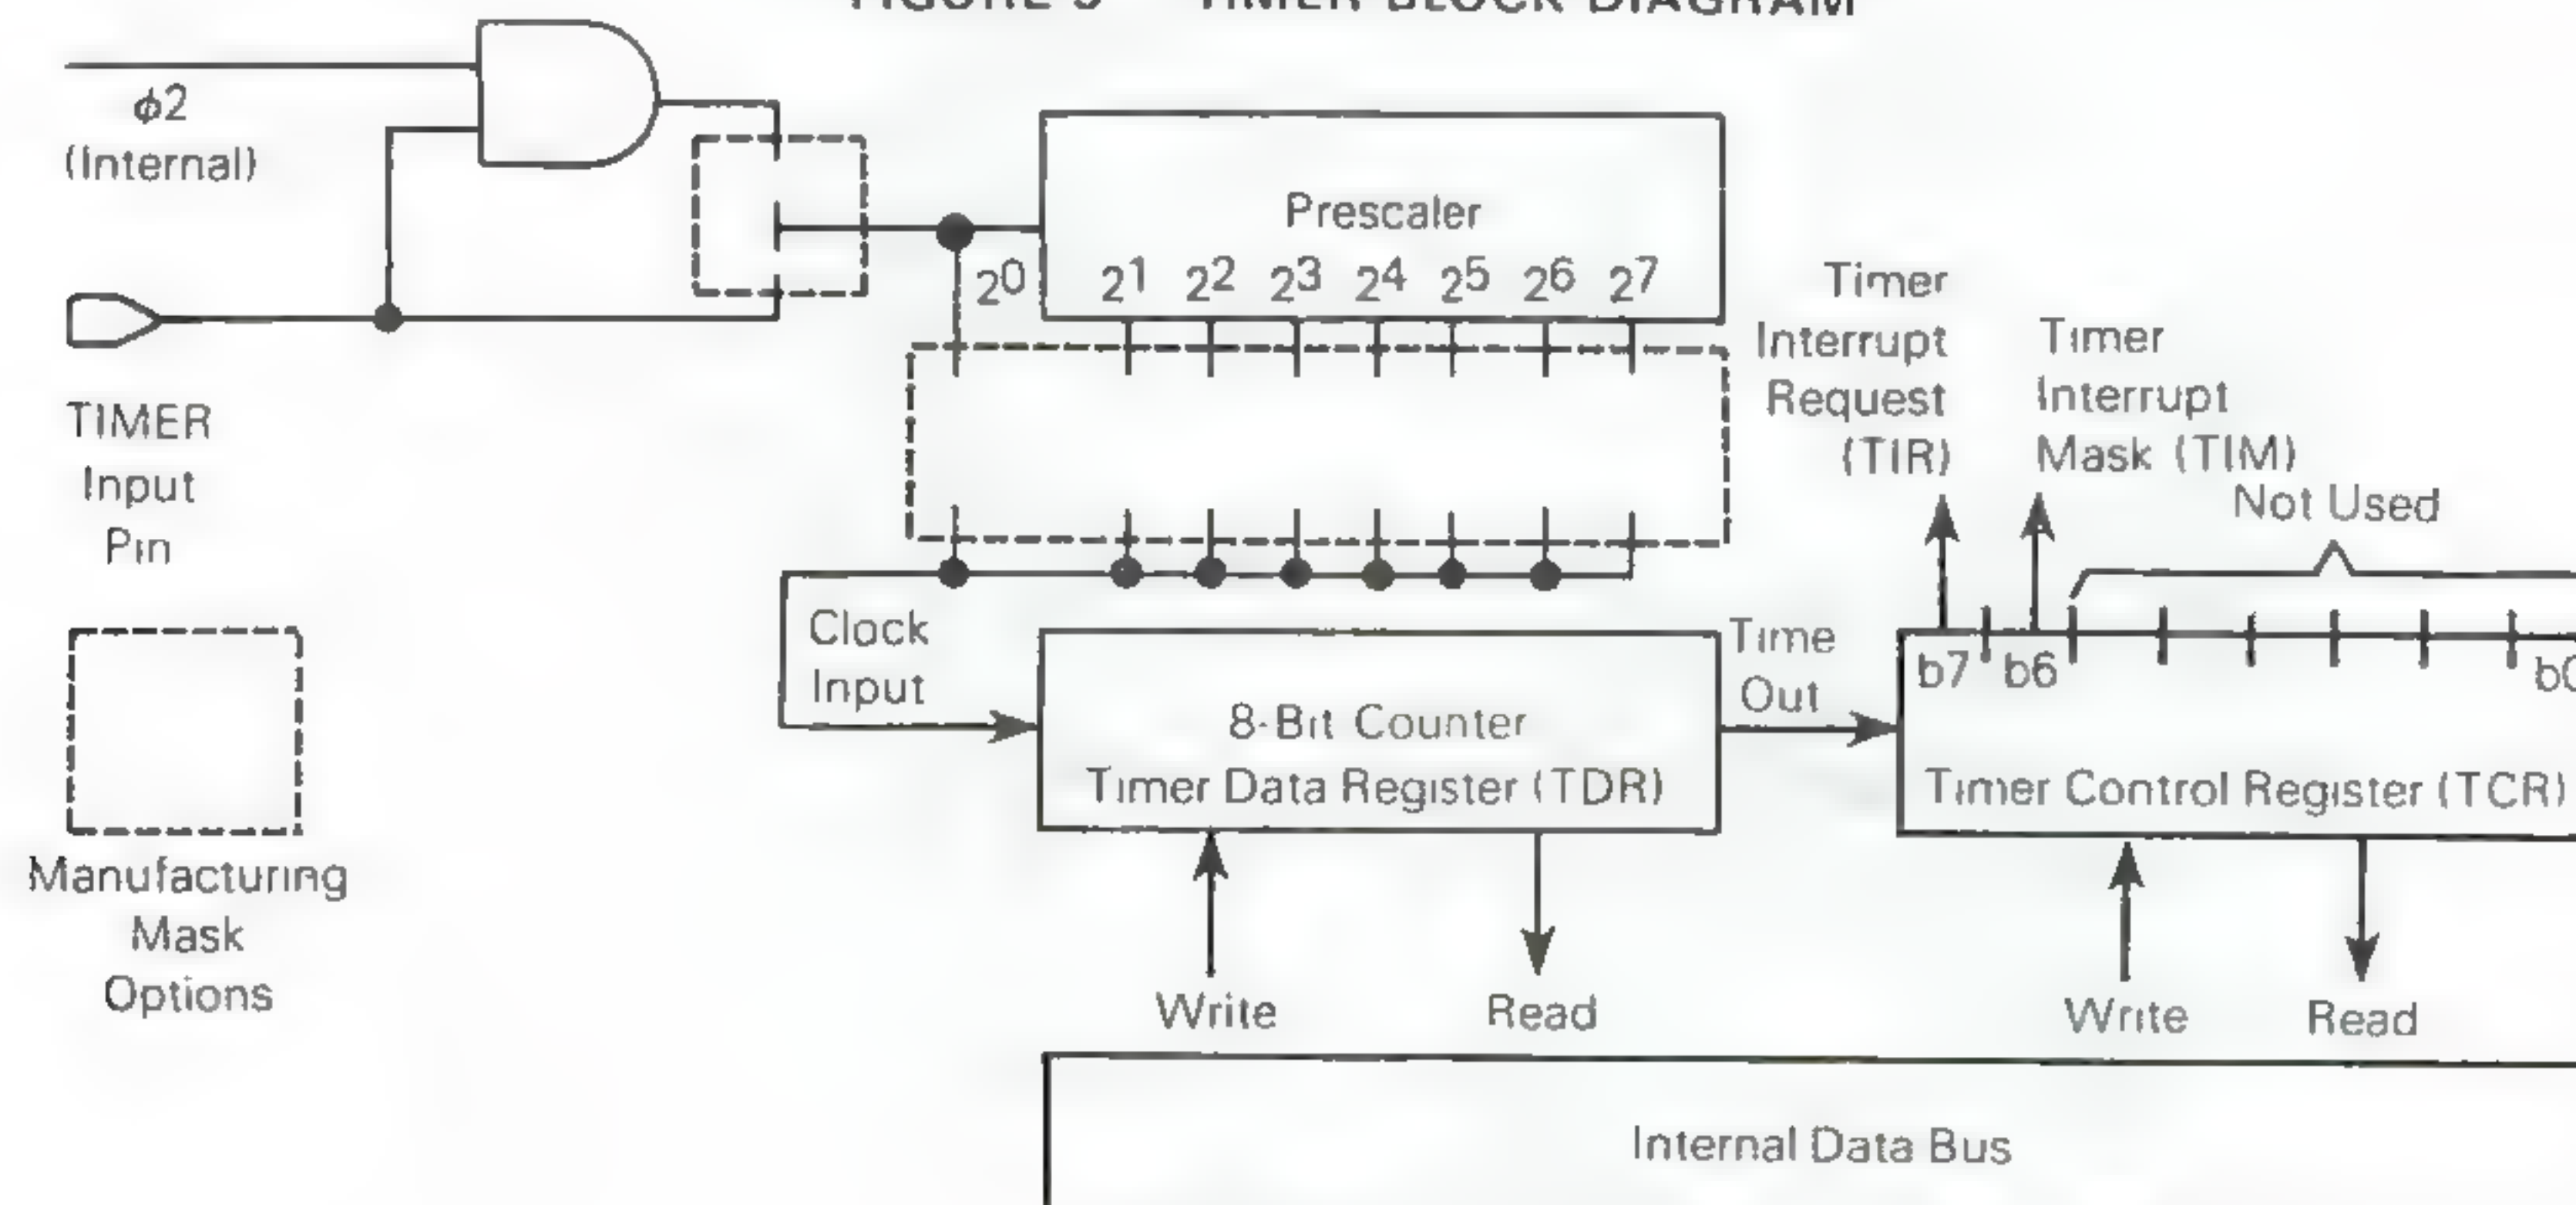 TIMER BLOCK DIAGRAM
φ2
(Internal)
Prescaler
2^0 2^1 2^2 2^3 2^4 2^5 2^6 2^7
TIMER
Input
Pin
Timer
Interrupt
Request
(TIR)
Timer
Interrupt
Mask (TIM)
Not Used
Clock
Input
8-Bit Counter
Timer Data Register (TDR)
Time
Out
b7 b6
Timer Control Register (TCR)
Manufacturing
Mask
Options
Write Read
Write Read
Internal Data Bus